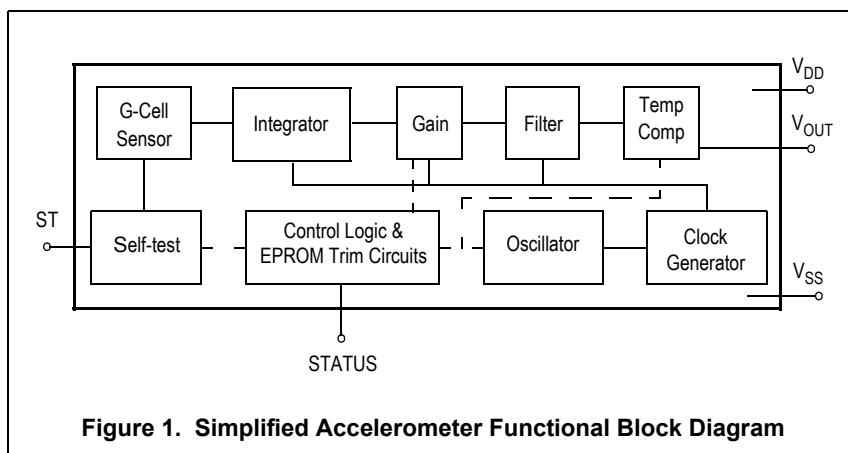 V_DD
G-Cell
Sensor
Integrator
Gain
Filter
Temp
Comp
V_OUT
ST
Self-test
Control Logic &
EPROM Trim Circuits
Oscillator
Clock
Generator
V_SS
STATUS
Figure 1. Simplified Accelerometer Functional Block Diagram